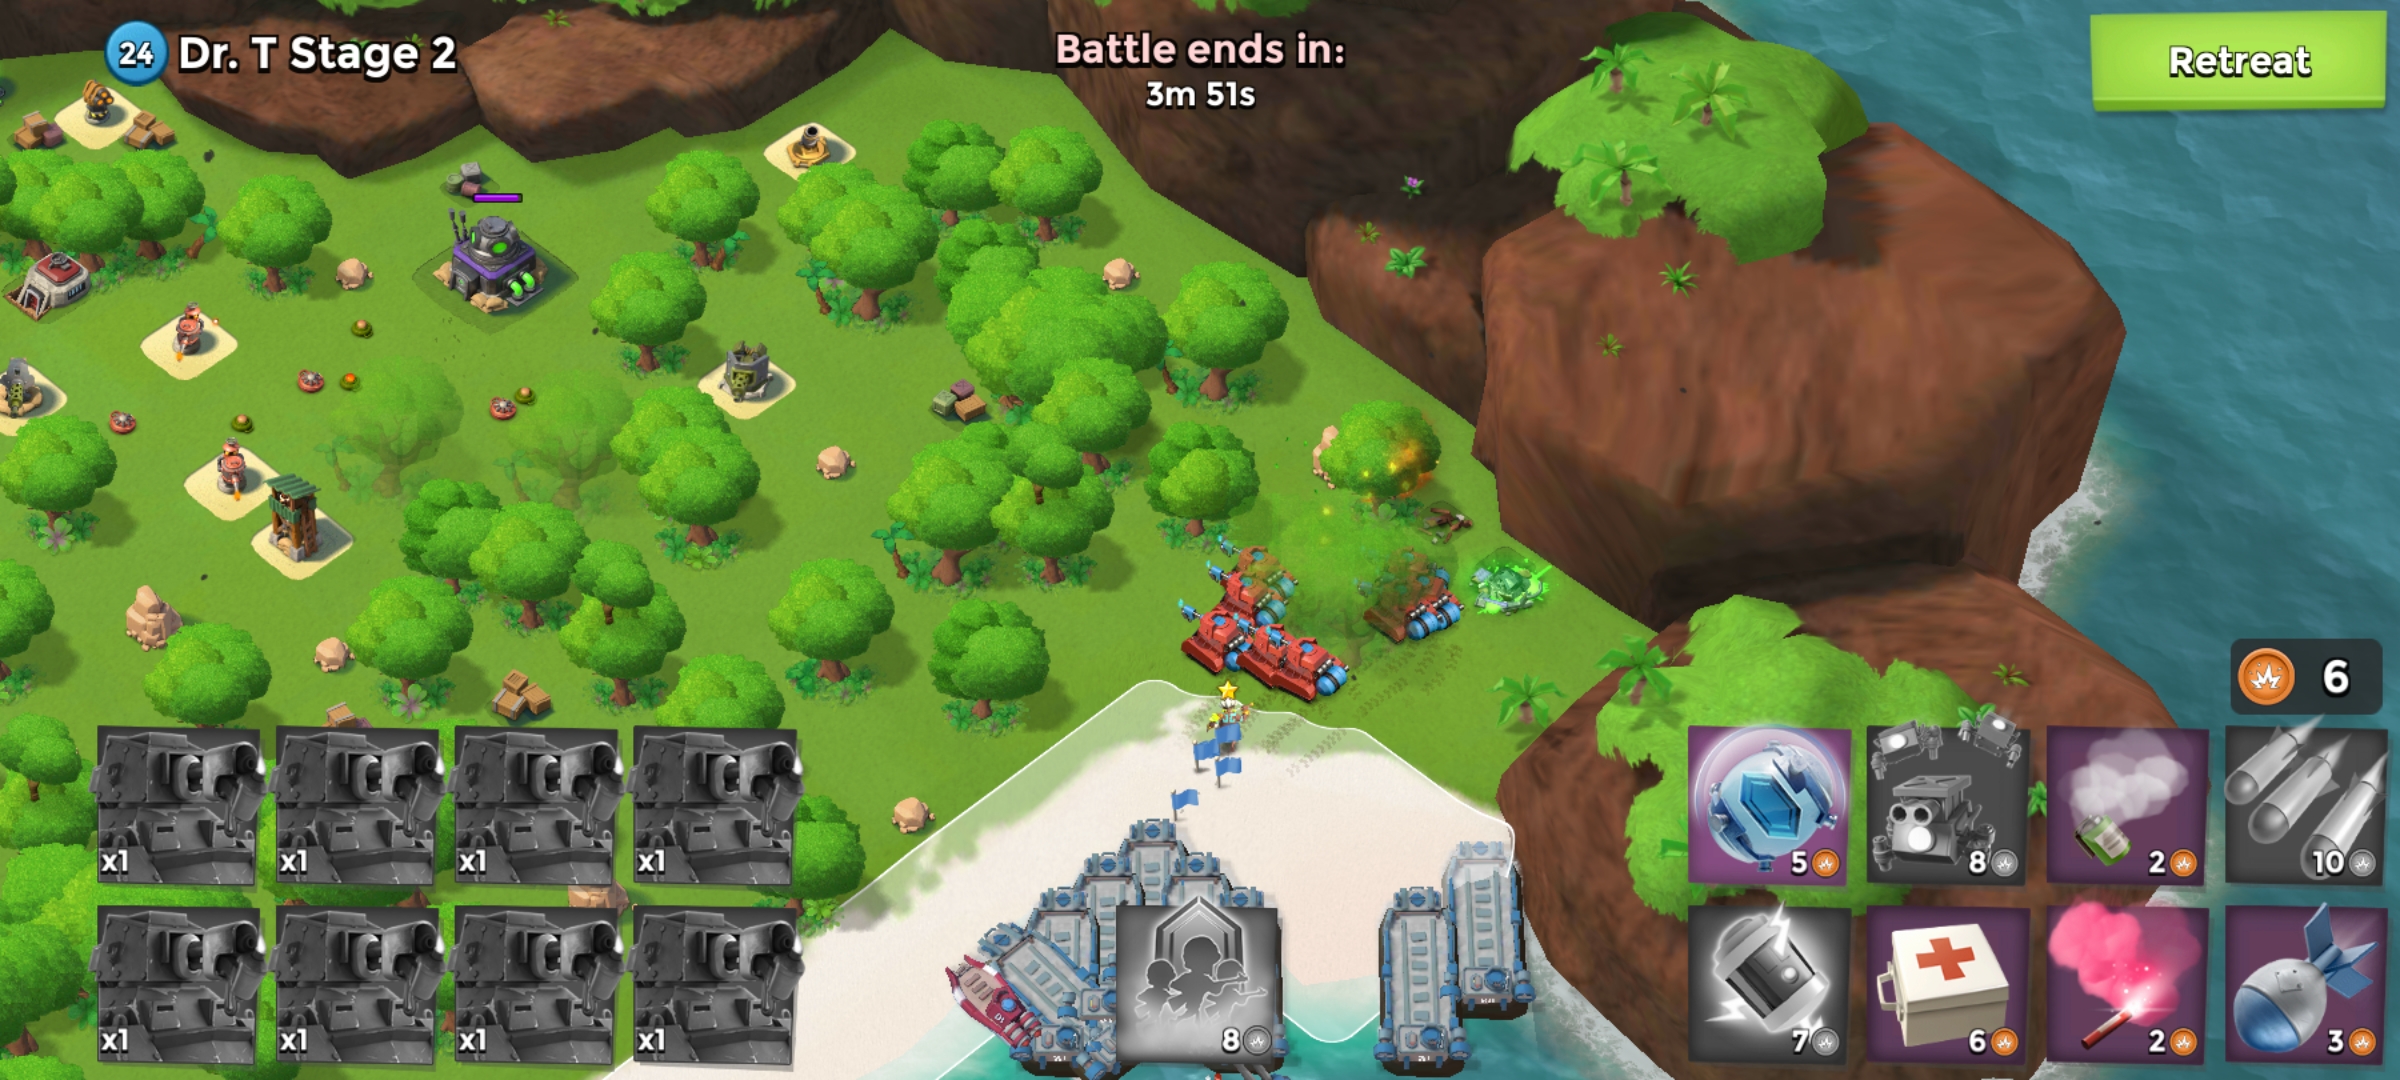 24 Dr. T Stage 2
Battle ends in:
3m 51s
Retreat
6
x1 x1 x1 x1
5 8 2 10
x1 x1 x1 x1
8
7 6 2 3